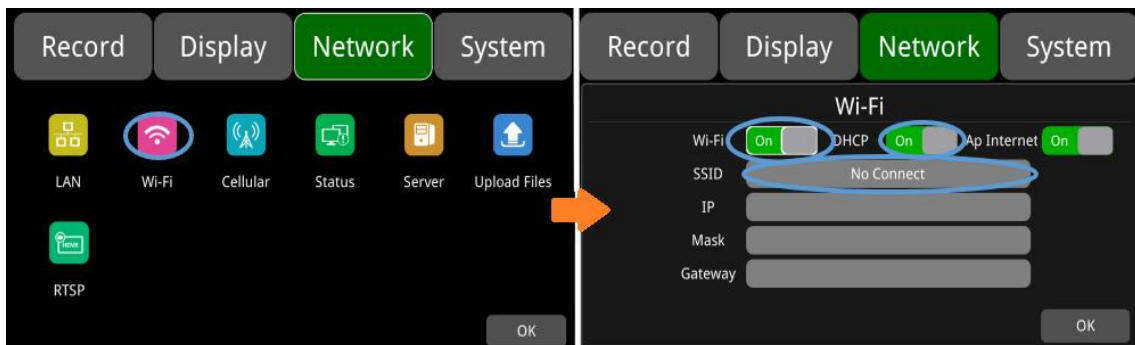 Record Display Network System
LAN Wi-Fi Cellular Status Server Upload Files
HDVR
RTSP
OK
Record Display Network System
Wi-Fi
Wi-Fi On DHCP On Ap Internet On
SSID No Connect
IP
Mask
Gateway
OK